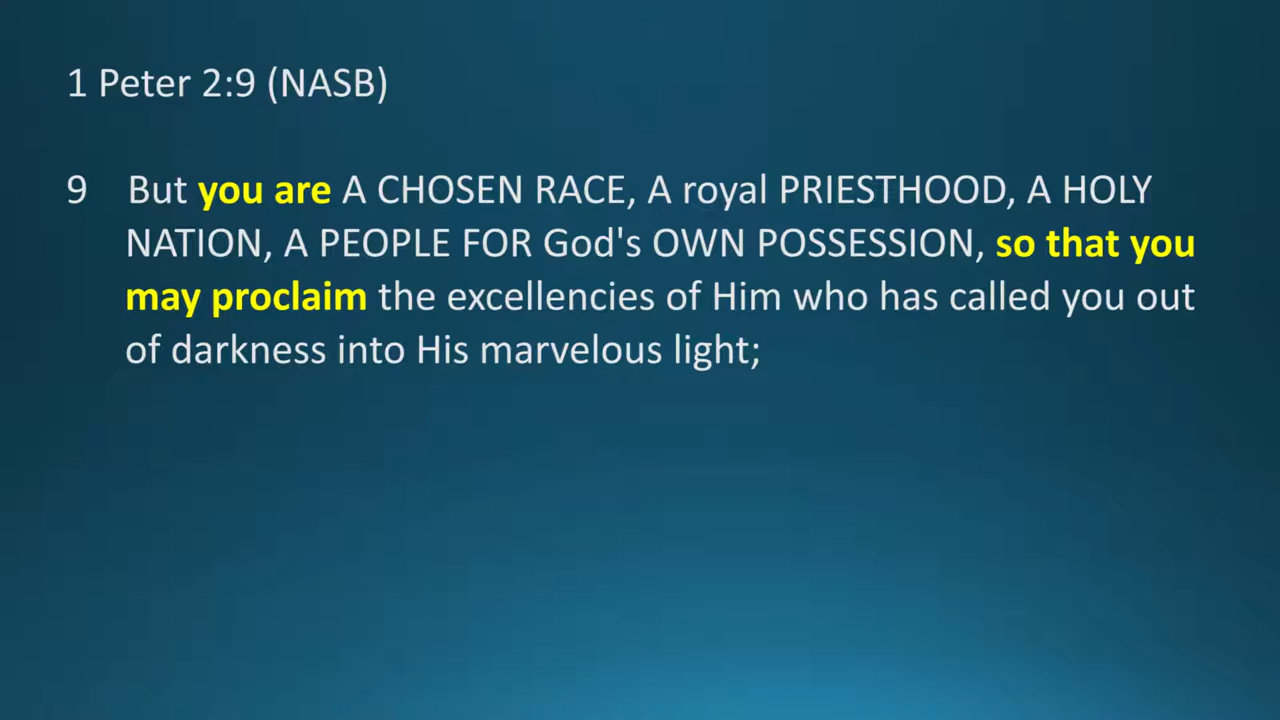 1 Peter 2:9 (NASB)
9 But you are A CHOSEN RACE, A royal PRIESTHOOD, A HOLY
NATION, A PEOPLE FOR God's OWN POSSESSION, so that you
may proclaim the excellencies of Him who has called you out
of darkness into His marvelous light;